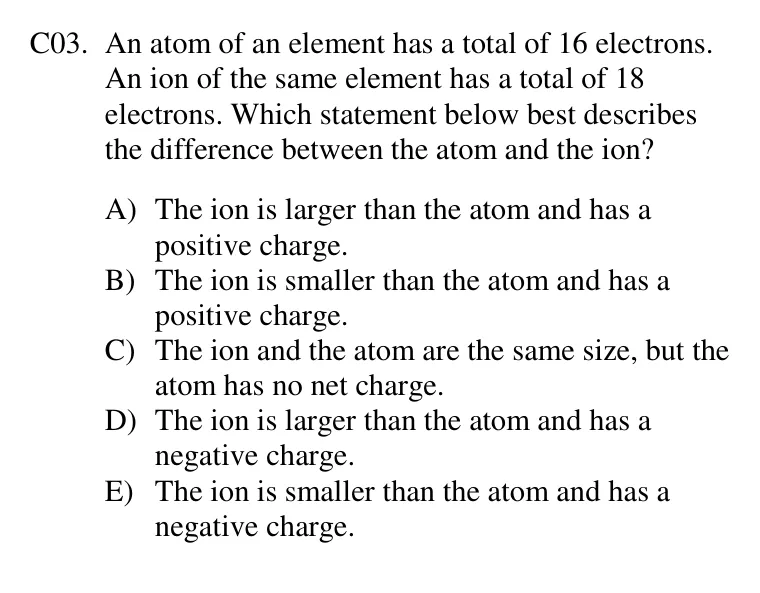 C03. An atom of an element has a total of 16 electrons.
An ion of the same element has a total of 18
electrons. Which statement below best describes
the difference between the atom and the ion?
A) The ion is larger than the atom and has a
positive charge.
B) The ion is smaller than the atom and has a
positive charge.
C) The ion and the atom are the same size, but the
atom has no net charge.
D) The ion is larger than the atom and has a
negative charge.
E) The ion is smaller than the atom and has a
negative charge.